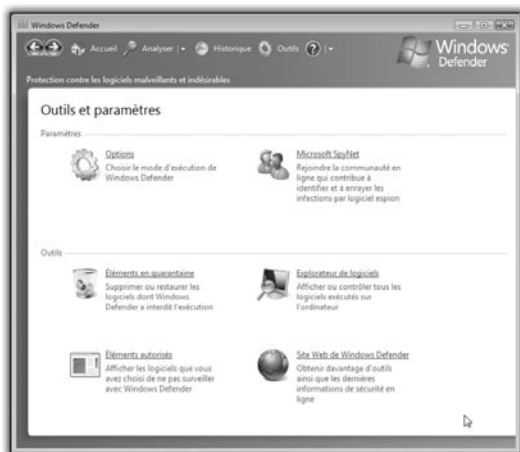 Windows Defender
Accueil Analyser Historique Outils ?
Windows
Defender
Protection contre les logiciels malveillants et indésirables
Outils et paramètres
Paramètres
Options
Choisir le mode d'exécution de
Windows Defender
Microsoft SpyNet
Rejoindre la communauté en
ligne qui contribue à
identifier et à enrayer les
infections par logiciel espion
Outils
Éléments en quarantaine
Supprimer ou restaurer les
logiciels dont Windows
Defender a interdit l'exécution
Explorateur de logiciels
Afficher ou contrôler tous les
logiciels exécutés sur
l'ordinateur
Éléments autorisés
Afficher les logiciels que vous
avez choisi de ne pas surveiller
avec Windows Defender
Site Web de Windows Defender
Obtenir davantage d'outils
ainsi que les dernières
informations de sécurité en
ligne